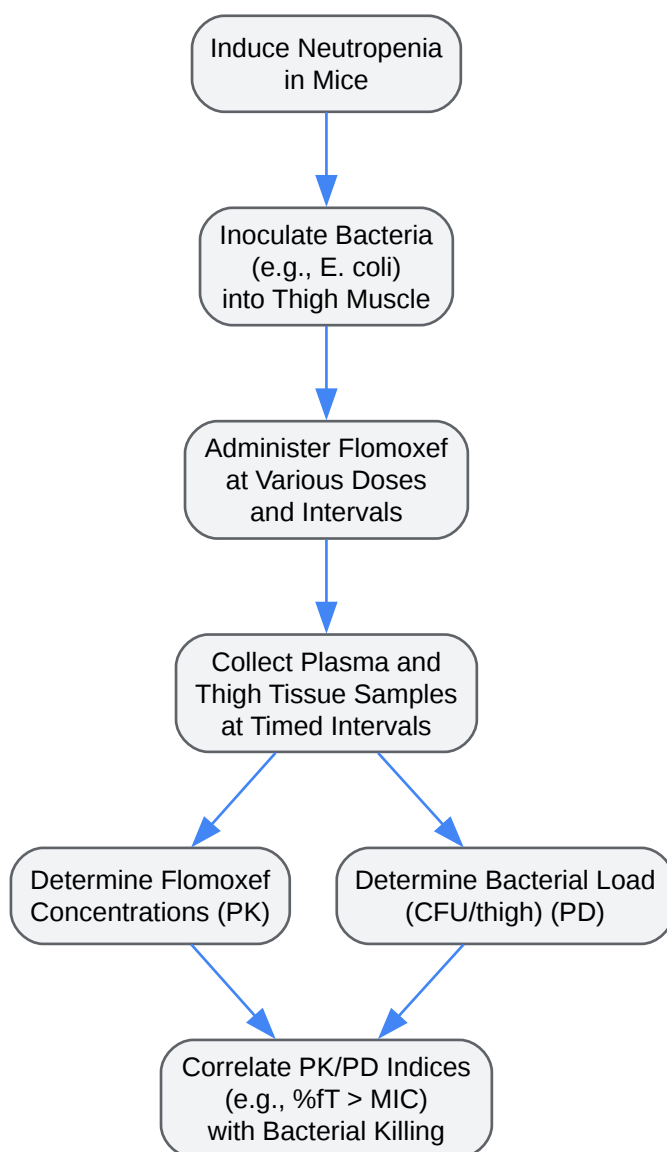 Induce Neutropenia
in Mice
Inoculate Bacteria
(e.g., E. coli)
into Thigh Muscle
Administer Flomoxef
at Various Doses
and Intervals
Collect Plasma and
Thigh Tissue Samples
at Timed Intervals
Determine Flomoxef
Concentrations (PK)
Determine Bacterial Load
(CFU/thigh) (PD)
Correlate PK/PD Indices
(e.g., %fT > MIC)
with Bacterial Killing